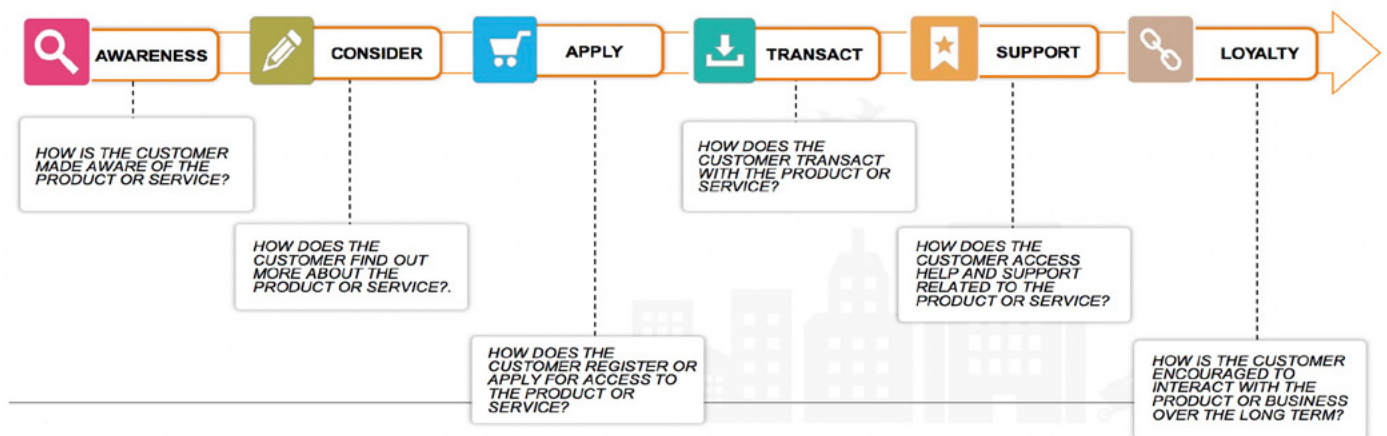 AWARENESS
CONSIDER
APPLY
TRANSACT
SUPPORT
LOYALTY
HOW IS THE CUSTOMER
MADE AWARE OF THE
PRODUCT OR SERVICE?
HOW DOES THE
CUSTOMER FIND OUT
MORE ABOUT THE
PRODUCT OR SERVICE?.
HOW DOES THE
CUSTOMER REGISTER OR
APPLY FOR ACCESS TO
THE PRODUCT OR
SERVICE?
HOW DOES THE
CUSTOMER TRANSACT
WITH THE PRODUCT OR
SERVICE?
HOW DOES THE
CUSTOMER ACCESS
HELP AND SUPPORT
RELATED TO THE
PRODUCT OR SERVICE?
HOW IS THE CUSTOMER
ENCOURAGED TO
INTERACT WITH THE
PRODUCT OR BUSINESS
OVER THE LONG TERM?